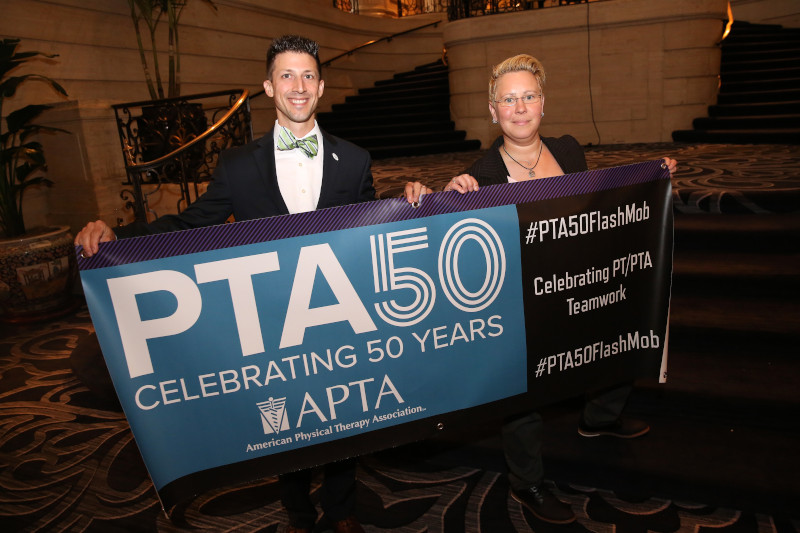 PTA50
CELEBRATING 50 YEARS
APTA
American Physical Therapy Association
#PTA50FlashMob
Celebrating PT/PTA
Teamwork
#PTA50FlashMob